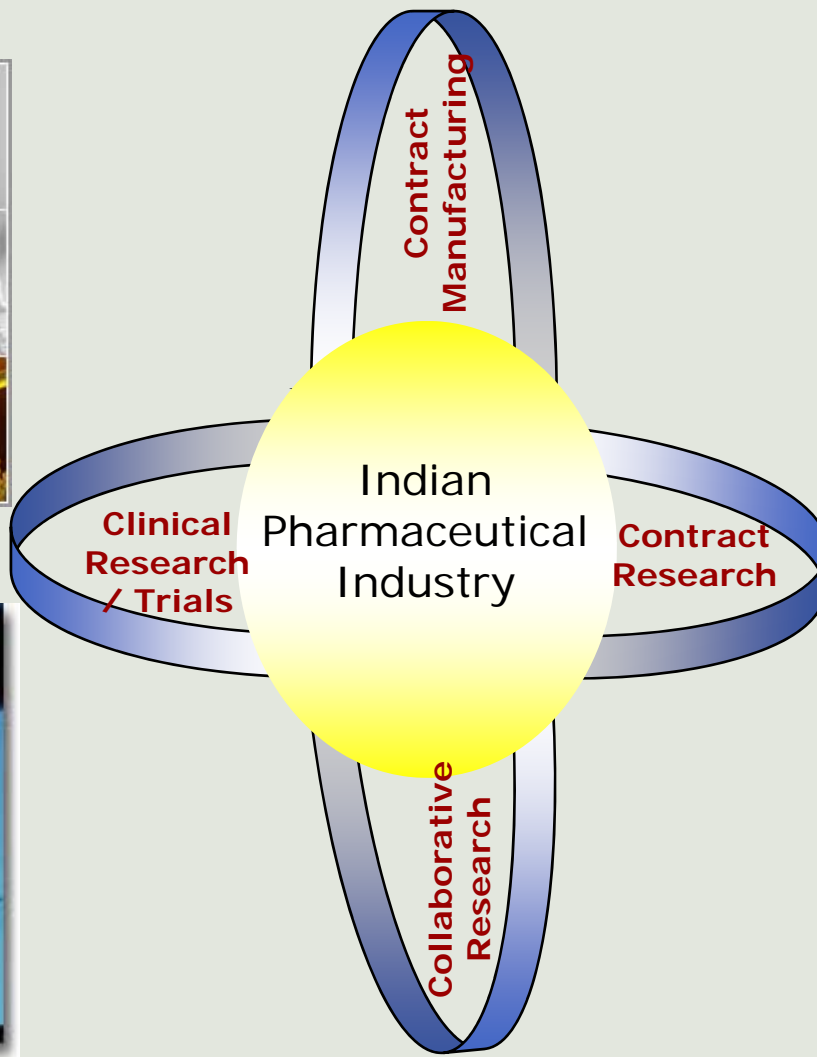 Contract
Manufacturing
Indian
Pharmaceutical
Industry
Clinical
Research
/ Trials
Contract
Research
Collaborative
Research